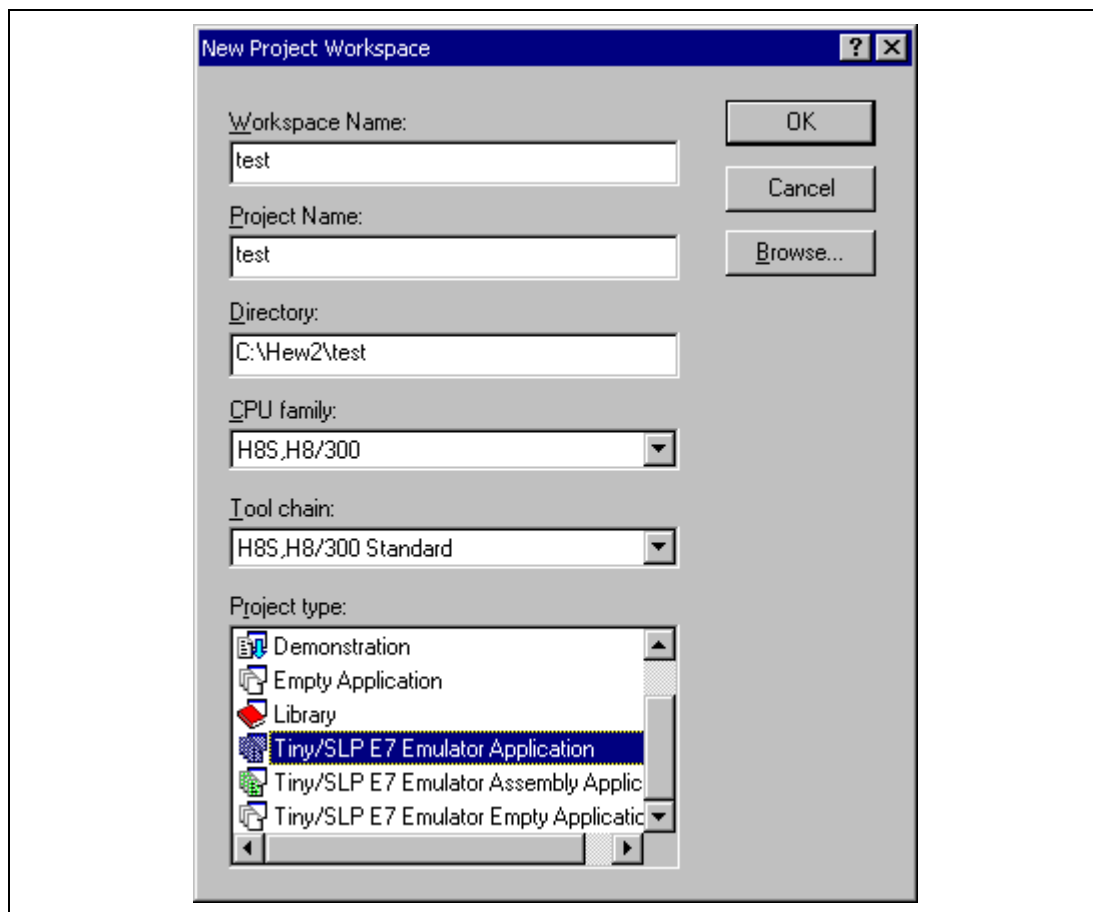 New Project Workspace
Workspace Name:
test
OK
Cancel
Project Name:
test
Browse...
Directory:
C:\Hew2\test
CPU family:
H8S,H8/300
Tool chain:
H8S,H8/300 Standard
Project type:
Demonstration
Empty Application
Library
Tiny/SLP E7 Emulator Application
Tiny/SLP E7 Emulator Assembly Applic
Tiny/SLP E7 Emulator Empty Applicatic